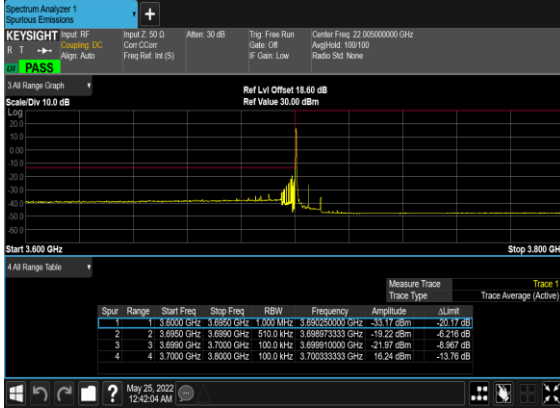 Spectrum Analyzer 1
Spurious Emissions
KEYSIGHT Input: RF Input Z: 50 Ω Atten: 30 dB Trig: Free Run Center Freq: 22.005000000 GHz
R T Coupling: DC Corr CCorr Gate: Off Avg|Hold: 100/100
Align: Auto Freq Ref: Int (S) IF Gain: Low Radio Std: None
PASS
3 All Range Graph
Ref Lvl Offset 18.60 dB
Scale/Div 10.0 dB Ref Value 30.00 dBm
Log
20.0
10.0
0.00
-10.0
-20.0
-30.0
-40.0
-50.0
-60.0
Start 3.600 GHz Stop 3.800 GH
4 All Range Table
Measure Trace Trace 1
Trace Type Trace Average (Active)
Spur Range Start Freq Stop Freq RBW Frequency Amplitude ΔLimit
1 1 3.6000 GHz 3.6950 GHz 1.000 MHz 3.690250000 GHz -33.17 dBm -20.17 dB
2 2 3.6950 GHz 3.6990 GHz 510.0 kHz 3.698973333 GHz -19.22 dBm -6.216 dB
3 3 3.6990 GHz 3.7000 GHz 100.0 kHz 3.699910000 GHz -21.97 dBm -8.967 dB
4 4 3.7000 GHz 3.8000 GHz 100.0 kHz 3.700333333 GHz 16.24 dBm -13.76 dB
?
May 25, 2022
12:42:04 AM